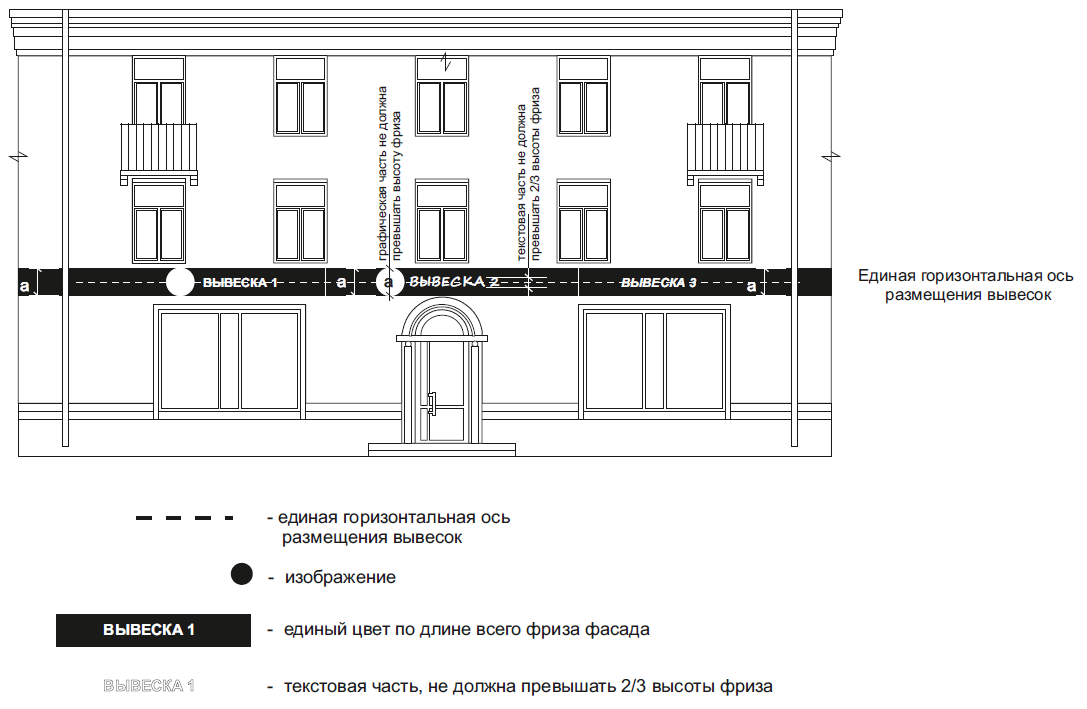 графическая часть не должна
превышать высоту фриза
текстовая часть не должна
превышать 2/3 высоты фриза
а
ВЫВЕСКА 1
а
а
ВЫВЕСКА 2
ВЫВЕСКА 3
а
Единая горизонтальная ось
размещения вывесок
- единая горизонтальная ось
размещения вывесок
- изображение
ВЫВЕСКА 1
- единый цвет по длине всего фриза фасада
ВЫВЕСКА 1
- текстовая часть, не должна превышать 2/3 высоты фриза